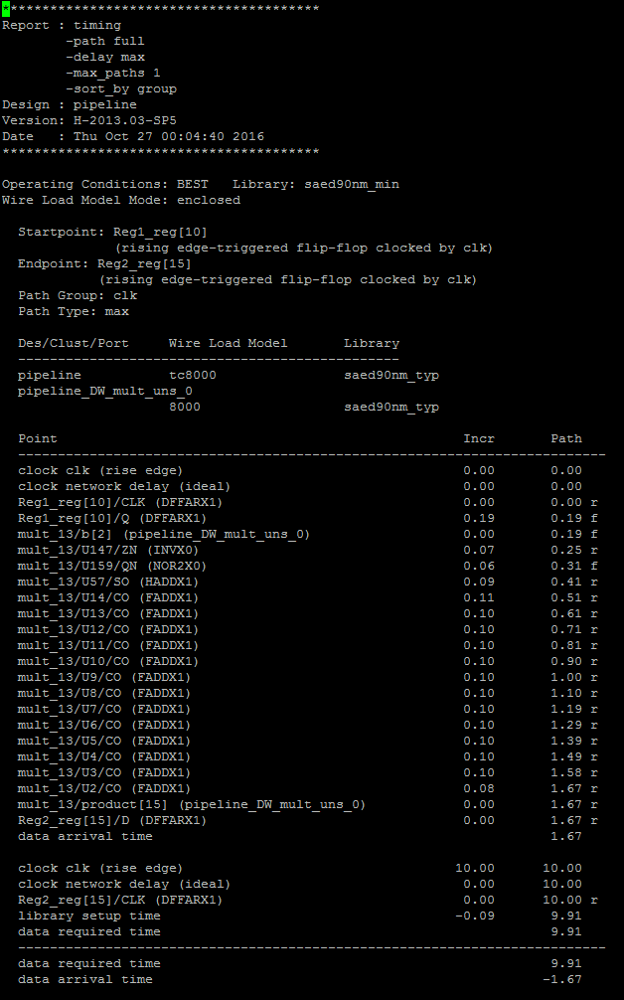 ****************************************
Report : timing
        -path full
        -delay max
        -max_paths 1
        -sort_by group
Design : pipeline
Version: H-2013.03-SP5
Date   : Thu Oct 27 00:04:40 2016
****************************************
Operating Conditions: BEST   Library: saed90nm_min
Wire Load Model Mode: enclosed
  Startpoint: Reg1_reg[10]
              (rising edge-triggered flip-flop clocked by clk)
  Endpoint: Reg2_reg[15]
            (rising edge-triggered flip-flop clocked by clk)
  Path Group: clk
  Path Type: max
  Des/Clust/Port     Wire Load Model       Library
  ------------------------------------------------
  pipeline           tc8000                saed90nm_typ
  pipeline_DW_mult_uns_0
                     8000                  saed90nm_typ
  Point                                                   Incr       Path
  --------------------------------------------------------------------------
  clock clk (rise edge)                                   0.00       0.00
  clock network delay (ideal)                             0.00       0.00
  Reg1_reg[10]/CLK (DFFARX1)                              0.00       0.00 r
  Reg1_reg[10]/Q (DFFARX1)                                0.19       0.19 f
  mult_13/b[2] (pipeline_DW_mult_uns_0)                   0.00       0.19 f
  mult_13/U147/ZN (INVX0)                                 0.07       0.25 r
  mult_13/U159/QN (NOR2X0)                                0.06       0.31 f
  mult_13/U57/SO (HADDX1)                                 0.09       0.41 r
  mult_13/U14/CO (FADDX1)                                 0.11       0.51 r
  mult_13/U13/CO (FADDX1)                                 0.10       0.61 r
  mult_13/U12/CO (FADDX1)                                 0.10       0.71 r
  mult_13/U11/CO (FADDX1)                                 0.10       0.81 r
  mult_13/U10/CO (FADDX1)                                 0.10       0.90 r
  mult_13/U9/CO (FADDX1)                                  0.10       1.00 r
  mult_13/U8/CO (FADDX1)                                  0.10       1.10 r
  mult_13/U7/CO (FADDX1)                                  0.10       1.19 r
  mult_13/U6/CO (FADDX1)                                  0.10       1.29 r
  mult_13/U5/CO (FADDX1)                                  0.10       1.39 r
  mult_13/U4/CO (FADDX1)                                  0.10       1.49 r
  mult_13/U3/CO (FADDX1)                                  0.10       1.58 r
  mult_13/U2/CO (FADDX1)                                  0.08       1.67 r
  mult_13/product[15] (pipeline_DW_mult_uns_0)            0.00       1.67 r
  Reg2_reg[15]/D (DFFARX1)                                0.00       1.67 r
  data arrival time                                                  1.67
  clock clk (rise edge)                                  10.00      10.00
  clock network delay (ideal)                             0.00      10.00
  Reg2_reg[15]/CLK (DFFARX1)                              0.00      10.00 r
  library setup time                                     -0.09       9.91
  data required time                                                 9.91
  --------------------------------------------------------------------------
  data required time                                                 9.91
  data arrival time                                                 -1.67